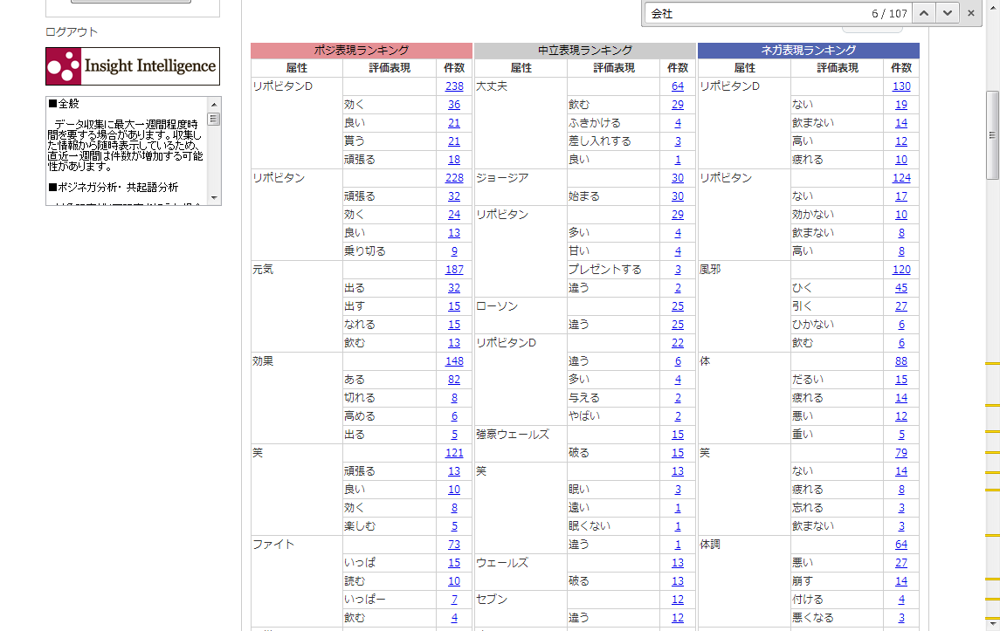 会社 6 / 107
ログアウト
Insight Intelligence
■全般
データ収集に最大一週間程度時
間を要する場合があります。収集し
た情報から随時表示しているため、
直近一週間は件数が増加する可能
性があります。
■ポジネガ分析・共起語分析
ポジ表現ランキング 中立表現ランキング ネガ表現ランキング
属性 評価表現 件数 属性 評価表現 件数 属性 評価表現 件数
リポビタンD 238 大丈夫 64 リポビタンD 130
効く 36 飲む 29 ない 19
良い 21 ふきかける 4 飲まない 14
貰う 21 差し入れする 3 高い 12
頑張る 18 良い 1 疲れる 10
リポビタン 228 ジョージア 30 リポビタン 124
頑張る 32 始まる 30 ない 17
効く 24 リポビタン 29 効かない 10
良い 13 多い 4 飲まない 8
乗り切る 9 甘い 4 高い 8
元気 187 プレゼントする 3 風邪 120
出る 32 違う 2 ひく 45
出す 15 ローソン 25 引く 27
なれる 15 違う 25 ひかない 6
飲む 13 リポビタンD 22 飲む 6
効果 148 違う 6 体 88
ある 82 多い 4 だるい 15
切れる 8 与える 2 疲れる 14
高める 6 やばい 2 悪い 12
出る 5 強豪ウェールズ 15 重い 5
笑 121 破る 15 笑 79
頑張る 13 笑 13 ない 14
良い 10 眠い 3 疲れる 8
効く 8 遠い 1 忘れる 3
楽しむ 5 眠くない 1 飲まない 3
ファイト 73 違う 1 体調 64
いっぱ 15 ウェールズ 13 悪い 27
読む 10 破る 13 崩す 14
いっぱー 7 セブン 12 付ける 4
飲む 4 違う 12 悪くなる 3